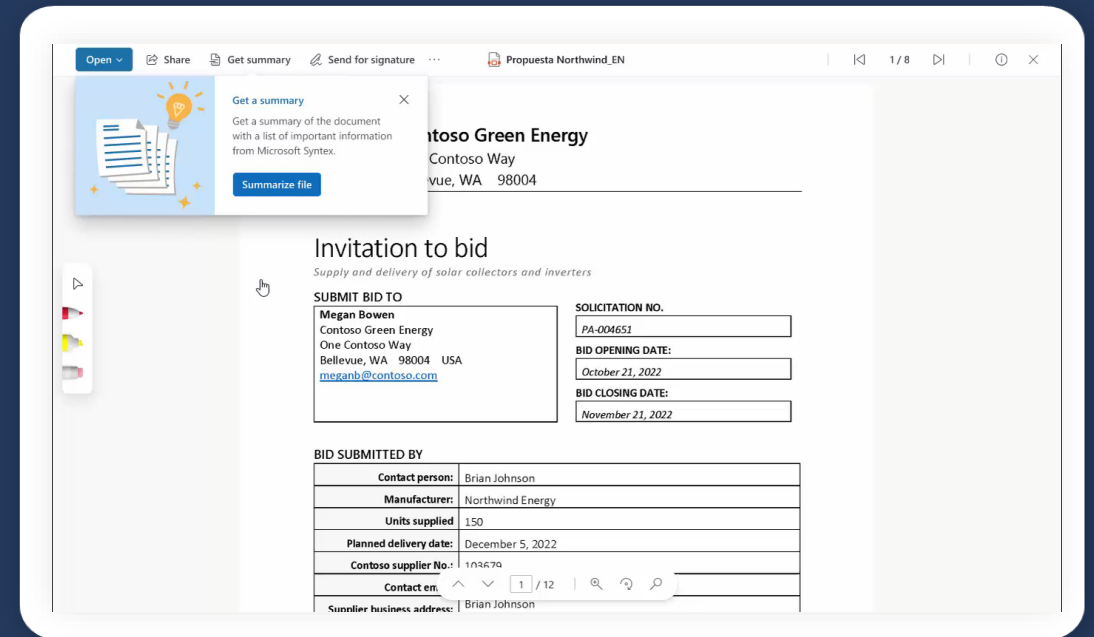 Open
Share
Get summary
Send for signature
...
Propuesta Northwind_EN
1 / 8
Get a summary
Get a summary of the document
with a list of important information
from Microsoft Syntex.
Summarize file
Green Energy
Contoso Way
WA 98004
Invitation to bid
Supply and delivery of solar collectors and inverters
SUBMIT BID TO
Megan Bowen
Contoso Green Energy
One Contoso Way
Bellevue, WA 98004 USA
meganb@contoso.com
SOLICITATION NO.
PA-004651
BID OPENING DATE:
October 21, 2022
BID CLOSING DATE:
November 21, 2022
BID SUBMITTED BY
Contact person: Brian Johnson
Manufacturer: Northwind Energy
Units supplied 150
Planned delivery date: December 5, 2022
Contoso supplier No.: 103679
Contact
1 / 12
Supplier business address: Brian Johnson